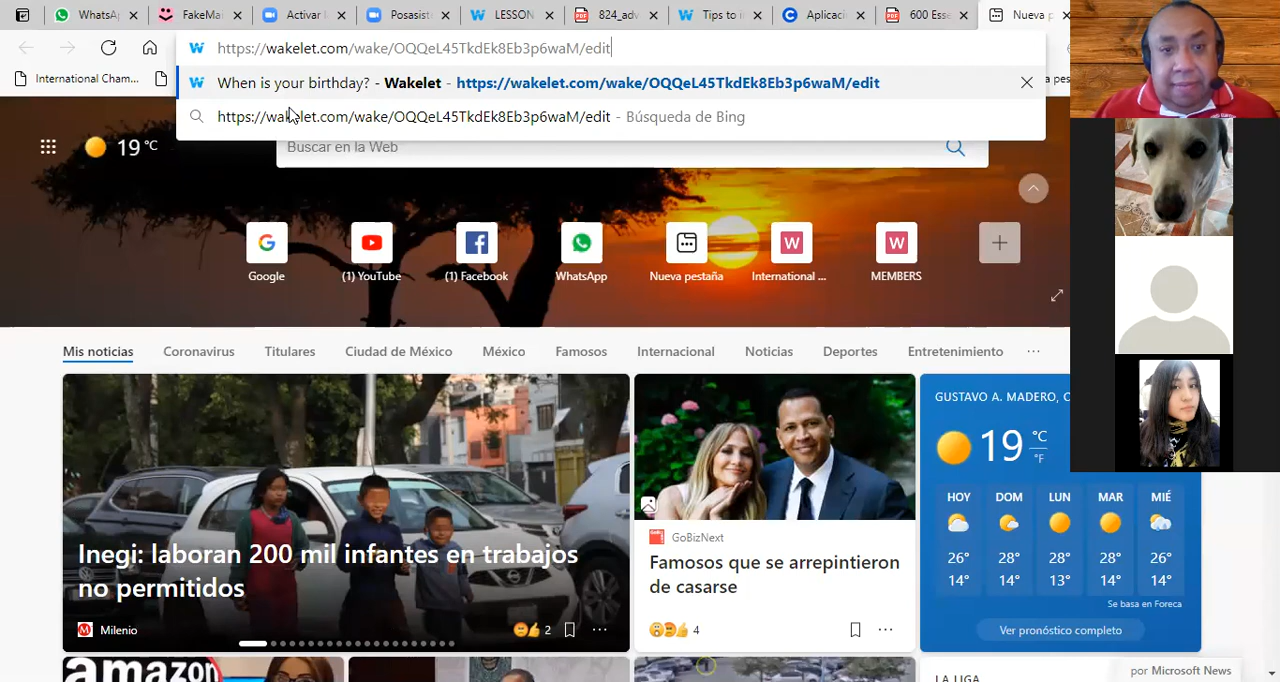 WhatsAp
FakeMai
Activar l
Posasist
LESSON
824_adv
Tips to i
Aplicaci
600 Esse
Nueva p
https://wakelet.com/wake/OQQeL45TkdEk8Eb3p6waM/edit
International Cham...
When is your birthday? - Wakelet - https://wakelet.com/wake/OQQeL45TkdEk8Eb3p6waM/edit
https://wakelet.com/wake/OQQeL45TkdEk8Eb3p6waM/edit - Búsqueda de Bing
19 °C
Buscar en la Web
Google
(1) YouTube
(1) Facebook
WhatsApp
Nueva pestaña
International ...
MEMBERS
Mis noticias
Coronavirus
Titulares
Ciudad de México
México
Famosos
Internacional
Noticias
Deportes
Entretenimiento
...
Inegi: laboran 200 mil infantes en trabajos
no permitidos
Milenio
2
GoBizNext
Famosos que se arrepintieron
de casarse
4
GUSTAVO A. MADERO, C
19 °C
°F
HOY DOM LUN MAR MIÉ
26° 28° 28° 28° 26°
14° 14° 13° 14° 14°
Se basa en Foreca
Ver pronóstico completo
amazon
LA LIGA
por Microsoft News